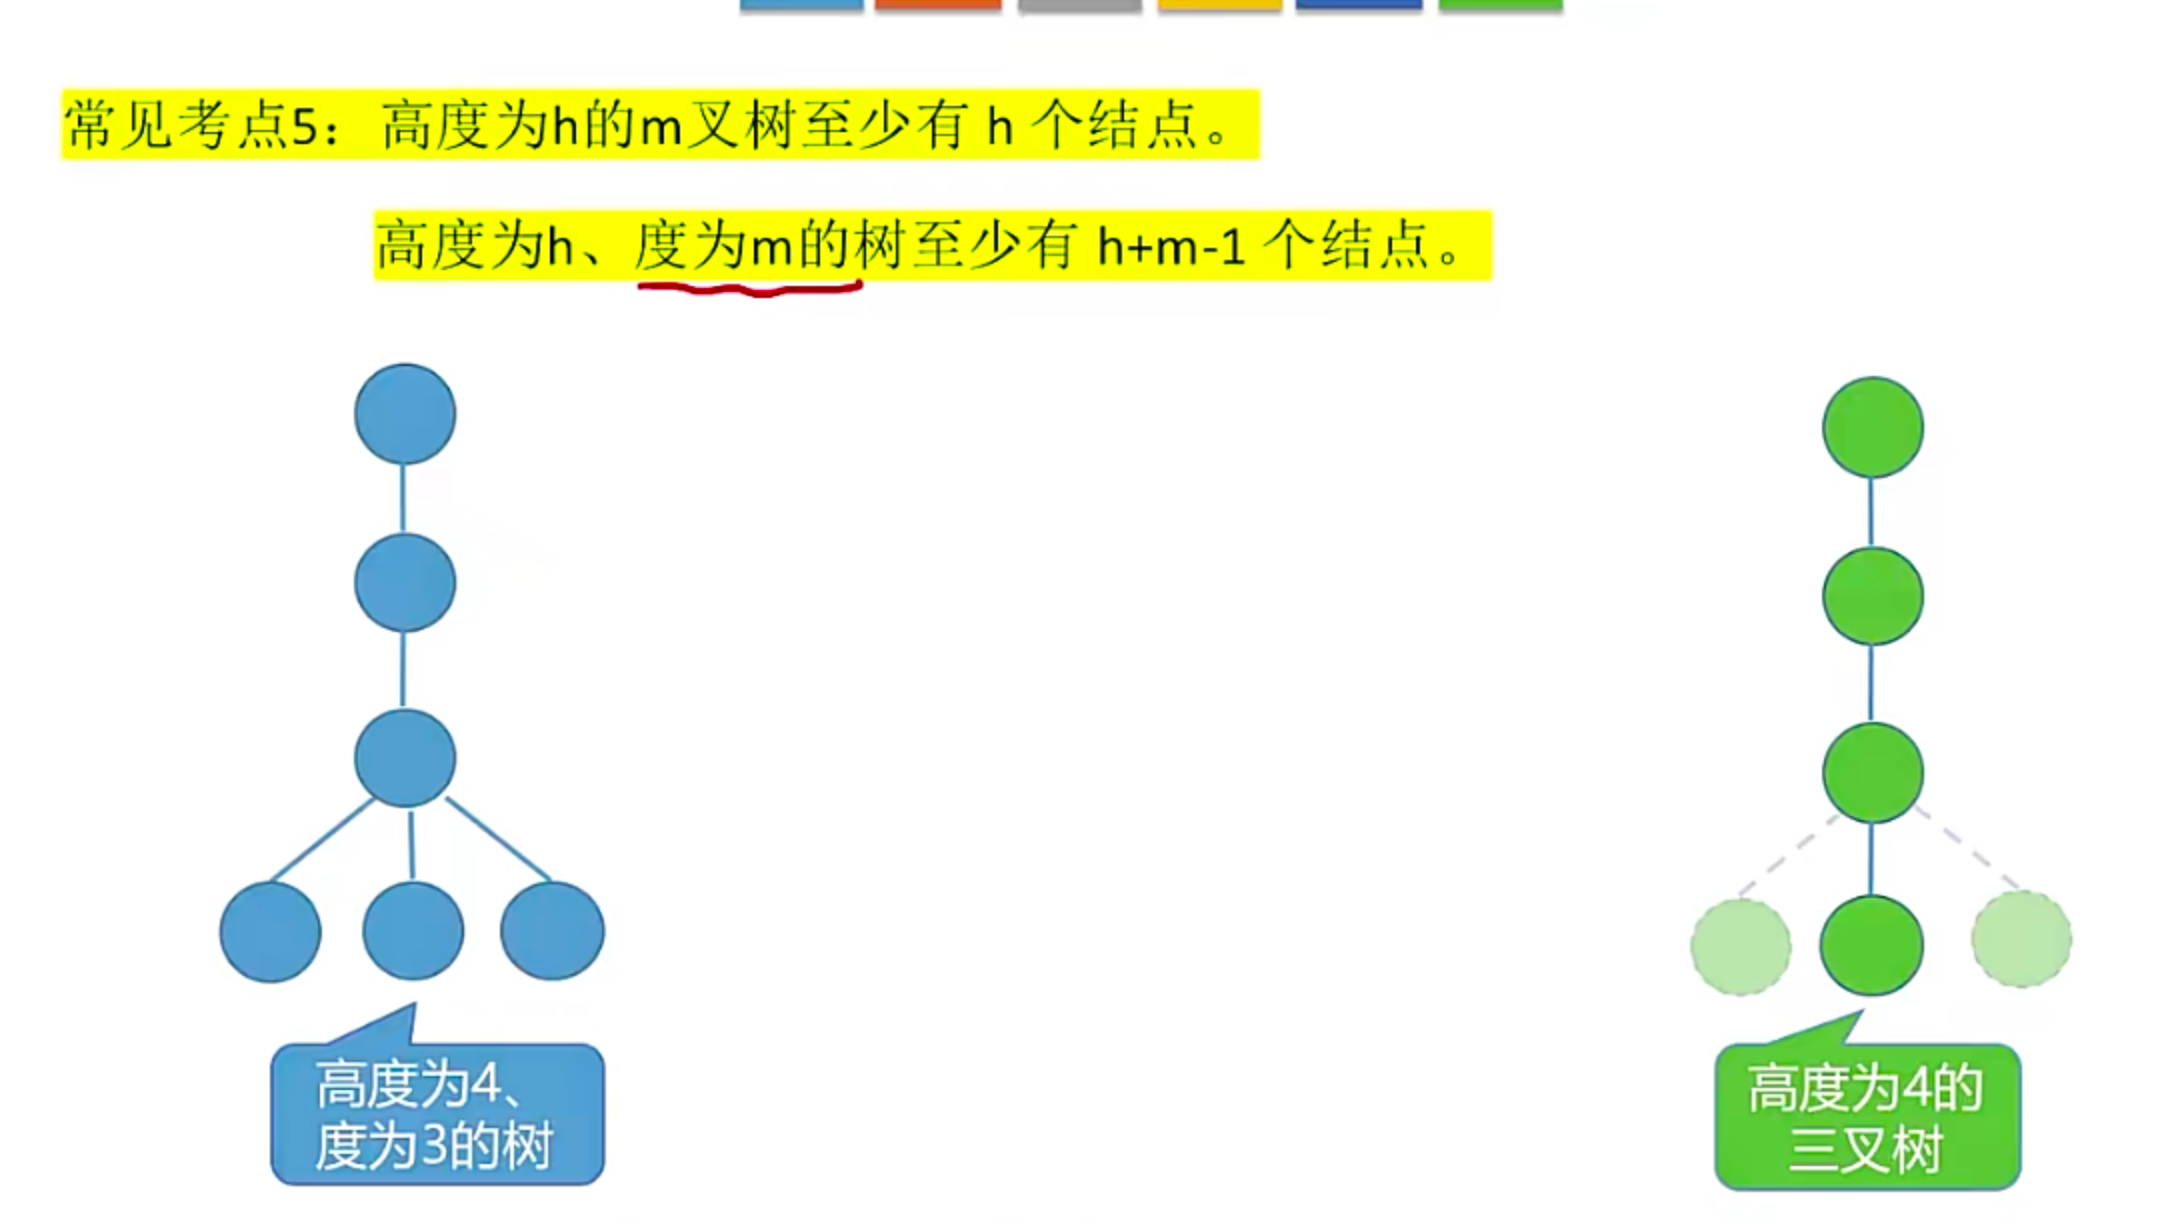 常见考点5：高度为h的m叉树至少有 h 个结点。
高度为h、度为m的树至少有 h+m-1 个结点。
高度为4、
度为3的树
高度为4的
三叉树